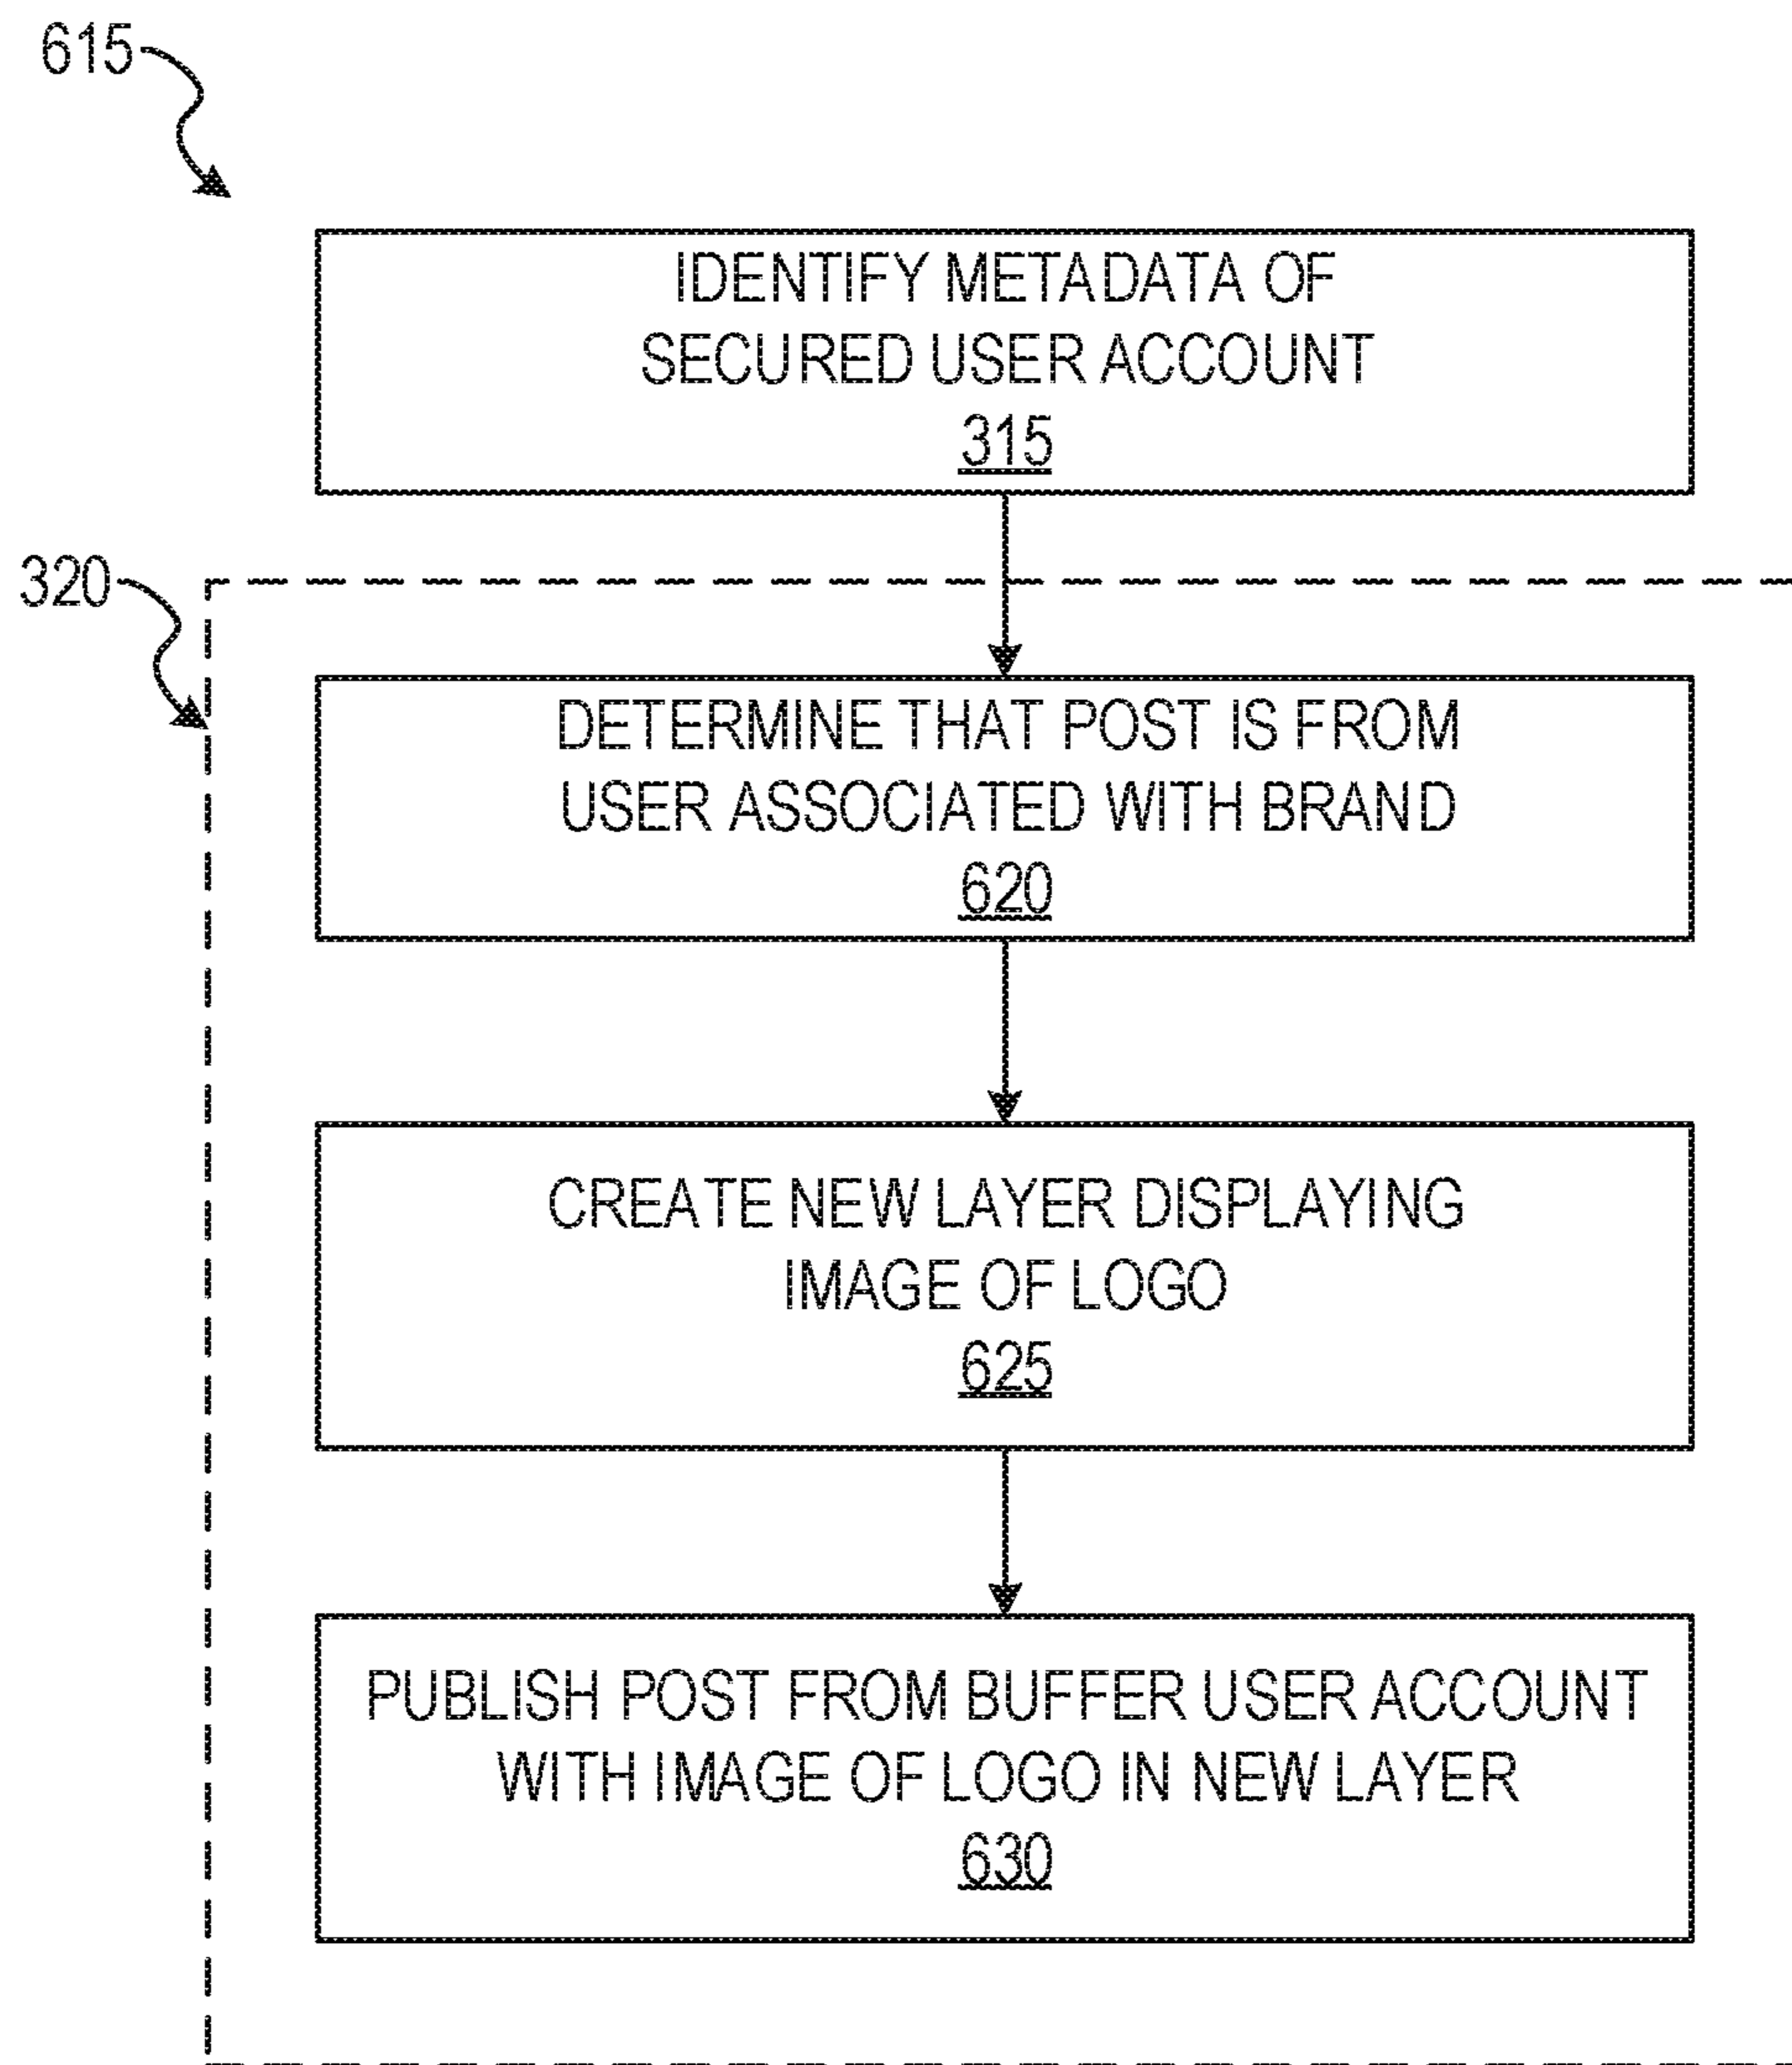 615
IDENTIFY METADATA OF
SECURED USER ACCOUNT
315
320
DETERMINE THAT POST IS FROM
USER ASSOCIATED WITH BRAND
620
CREATE NEW LAYER DISPLAYING
IMAGE OF LOGO
625
PUBLISH POST FROM BUFFER USER ACCOUNT
WITH IMAGE OF LOGO IN NEW LAYER
630